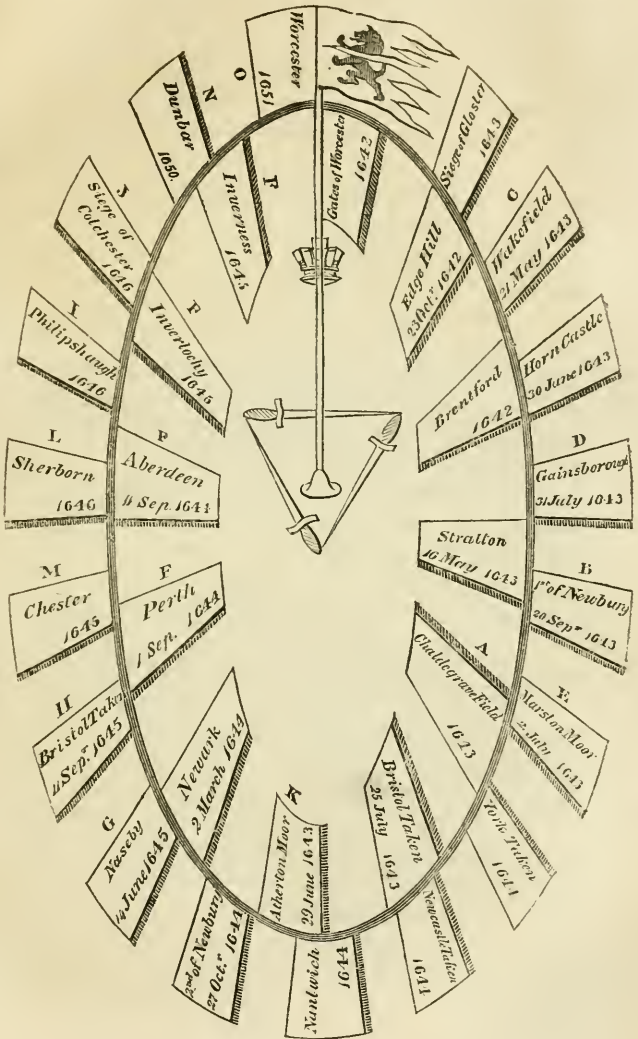 Worcester
1651
O
Gates of Worcester
1642
Siege of Gloster
1643
Edge Hill
23 Octr. 1642
C
Wakefield
21 May 1643
Horn Castle
30 June 1643
Brentford
1642
D
Gainsborough
31 July 1843
Stratton
16 May 1643
B
1st of Newbury
20 Sepr 1643
A
Chaldegrave Field
1643
E
Marston Moor
2 July 1643
York Taken
1644
Bristol Taken
25 July 1643
Newcastle Taken
1644
K
Atherton Moor
29 June 1643
Nantwich
1644
2nd of Newbury
27 Octr. 1644
Newark
2 March 1644
G
Naseby
14 June 1645
H
Bristol Taken
11 Sepr. 1645
F
Perth
1 Sep. 1644
M
Chester
1645
F
Aberdeen
11 Sep. 1644
L
Sherborn
1646
I
Philipshaugh
1646
F
Inverlochy
1645
J
Siege of
Colchester
1646
F
Inverness
1645
N
Dunbar
1650.